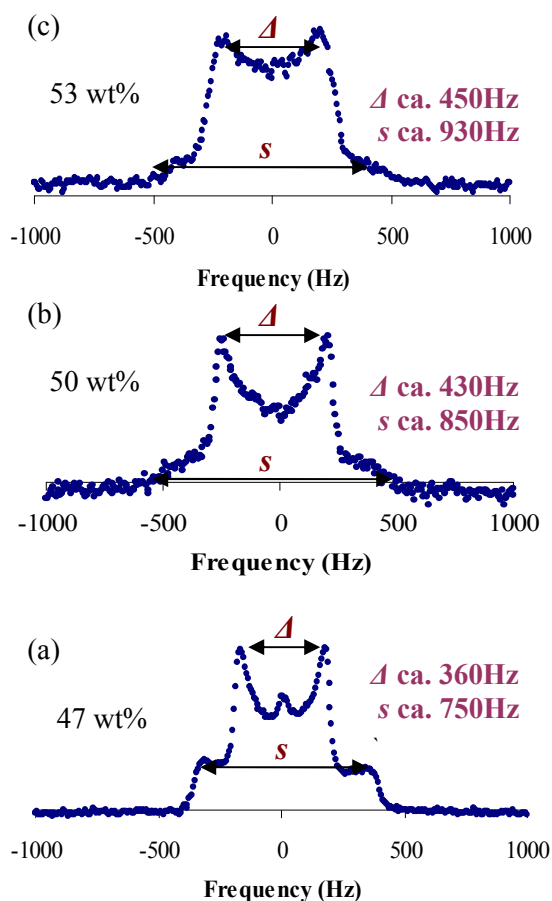 (c)
Δ
53 wt%
Δ ca. 450Hz
s ca. 930Hz
s
-1000 -500 0 500 1000
Frequency (Hz)
(b)
Δ
50 wt%
Δ ca. 430Hz
s ca. 850Hz
s
-1000 -500 0 500 1000
Frequency (Hz)
(a)
Δ
47 wt%
Δ ca. 360Hz
s ca. 750Hz
s
-1000 -500 0 500 1000
Frequency (Hz)